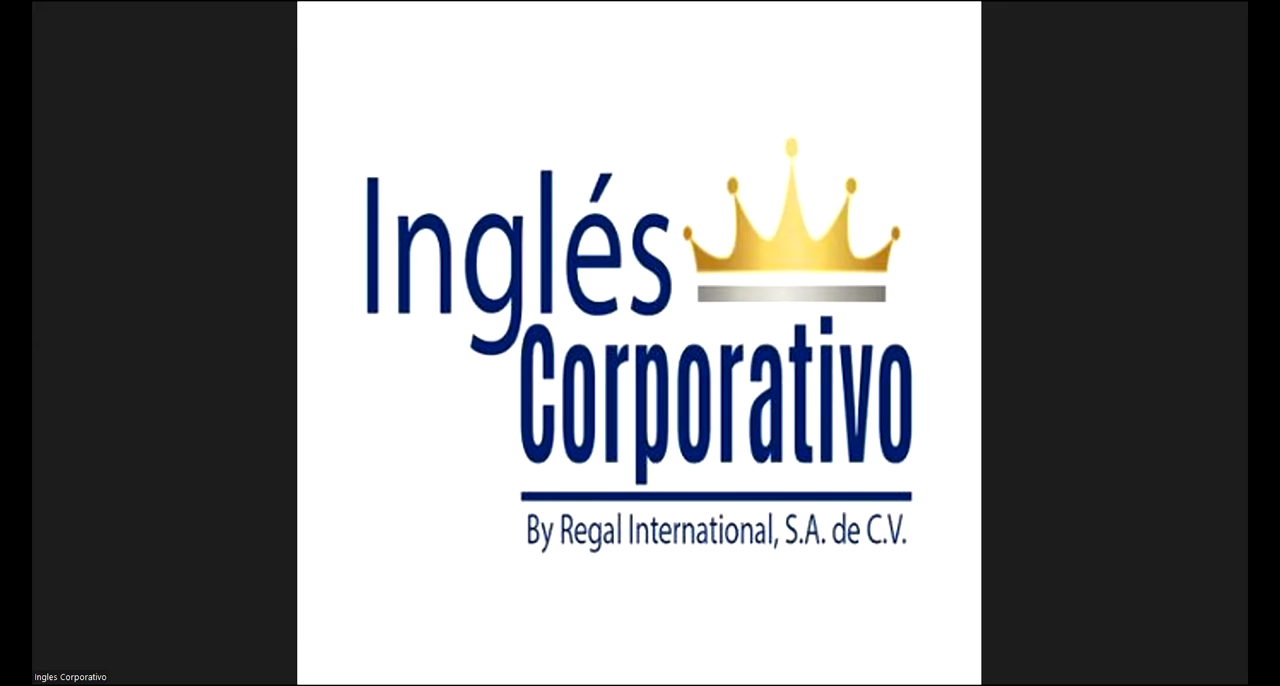 Inglés
Corporativo
By Regal International, S.A. de C.V.
Ingles Corporativo